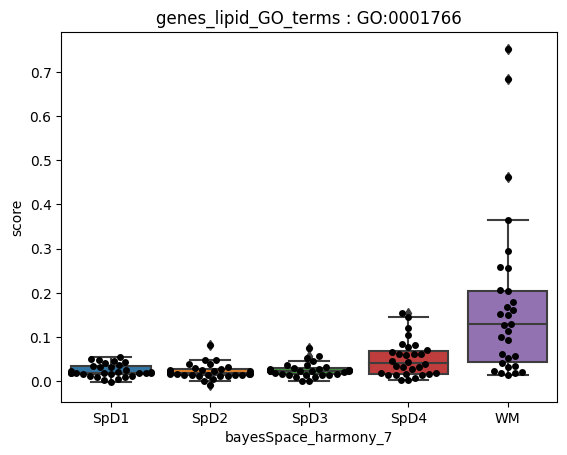 genes_lipid_GO_terms : GO:0001766
score
0.7
0.6
0.5
0.4
0.3
0.2
0.1
0.0
SpD1 SpD2 SpD3 SpD4 WM
bayesSpace_harmony_7